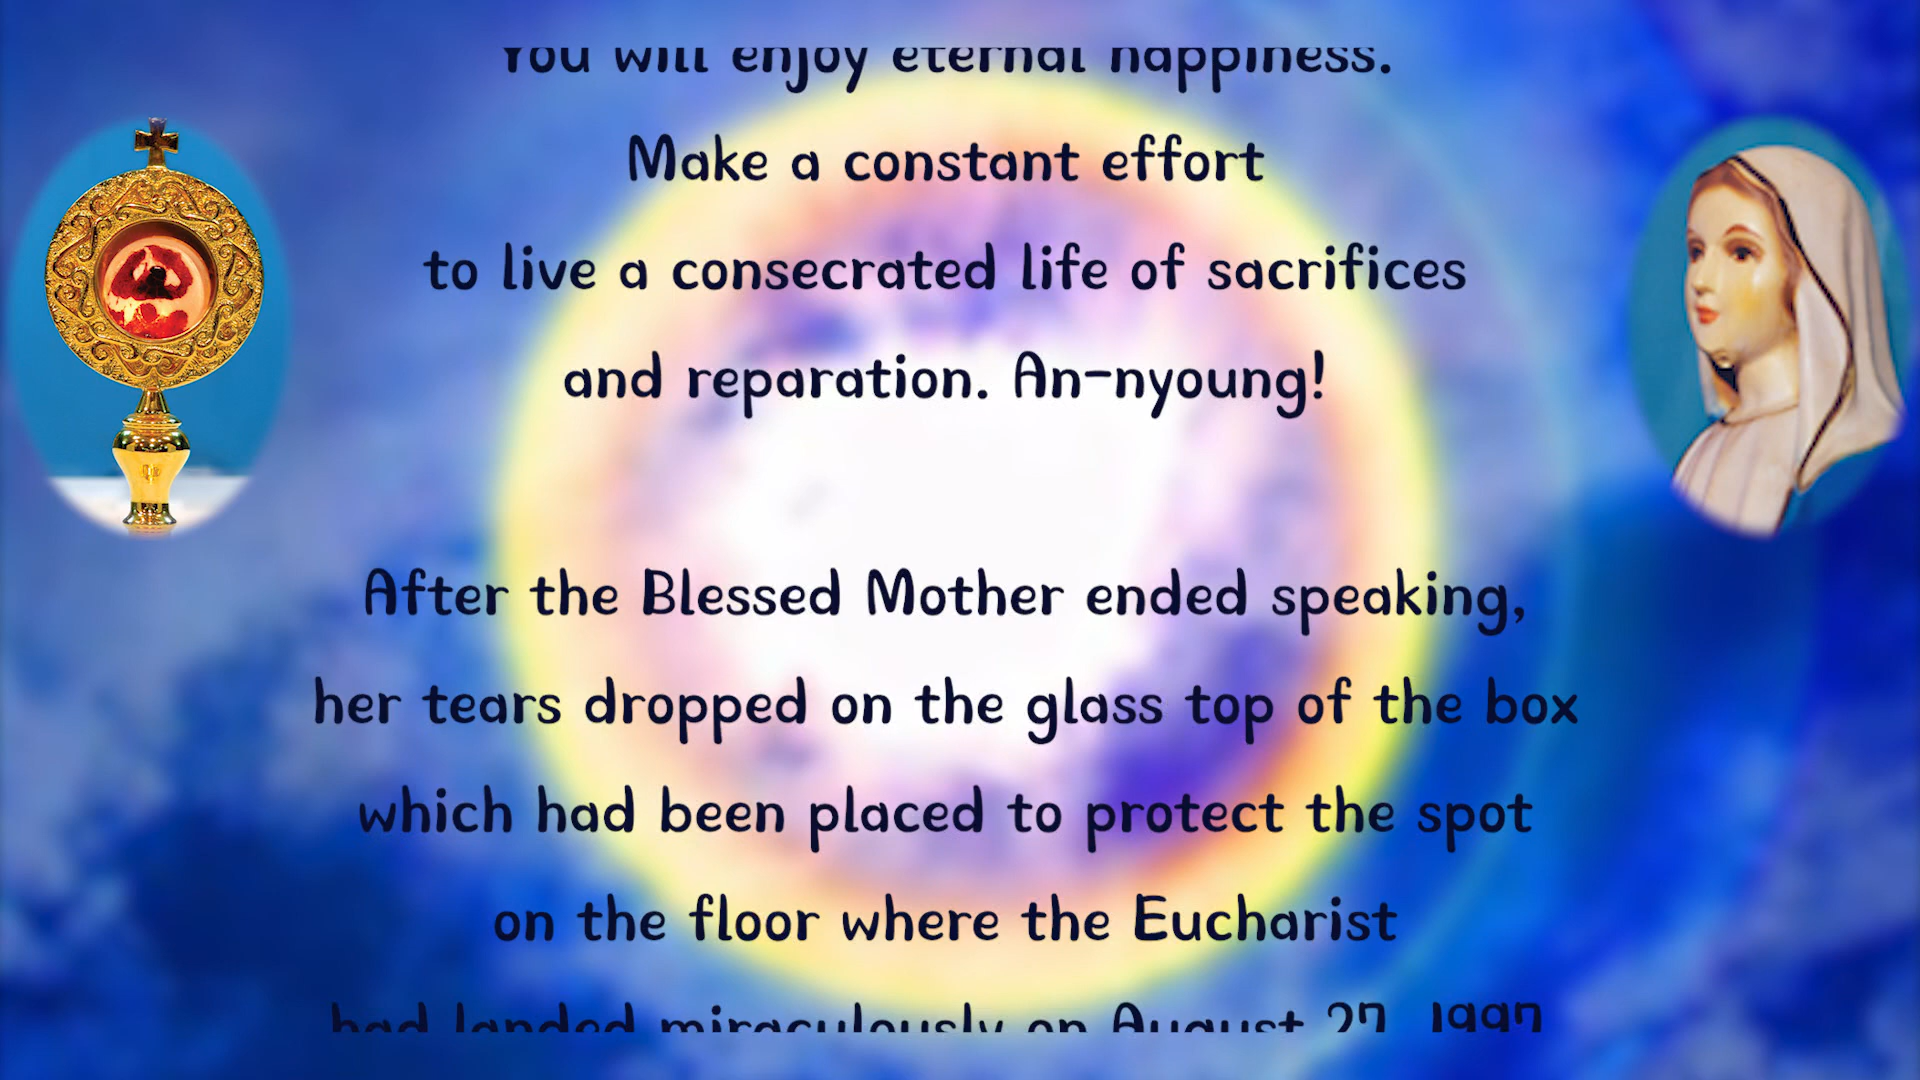 You will enjoy eternal happiness.
Make a constant effort
to live a consecrated life of sacrifices
and reparation. An-nyoung!
After the Blessed Mother ended speaking,
her tears dropped on the glass top of the box
which had been placed to protect the spot
on the floor where the Eucharist
had landed miraculously on August 27, 1997